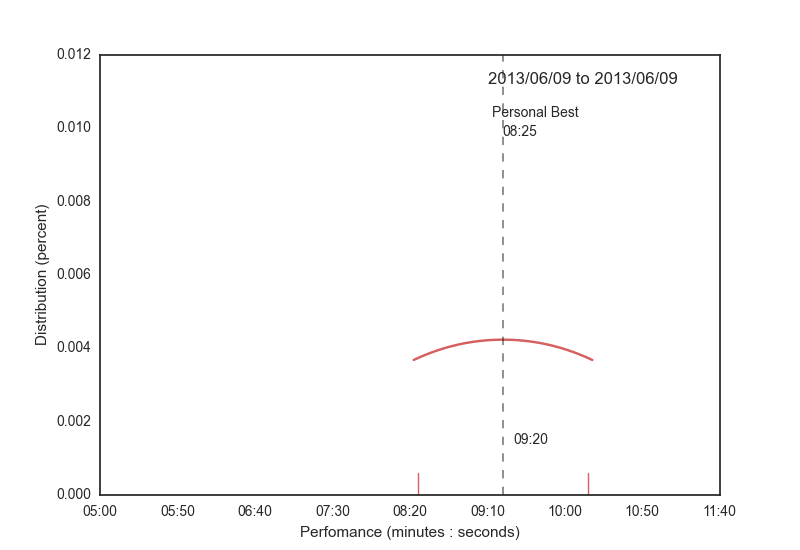 0.012
2013/06/09 to 2013/06/09
Personal Best
08:25
0.010
0.008
0.006
0.004
0.002
0.000
Distribution (percent)
09:20
05:00 05:50 06:40 07:30 08:20 09:10 10:00 10:50 11:40
Perfomance (minutes : seconds)